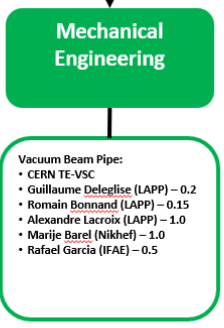 Mechanical
Engineering
Vacuum Beam Pipe:
• CERN TE-VSC
• Guillaume Deleglise (LAPP) – 0.2
• Romain Bonnand (LAPP) – 0.15
• Alexandre Lacroix (LAPP) – 1.0
• Marije Barel (Nikhef) – 1.0
• Rafael Garcia (IFAE) – 0.5